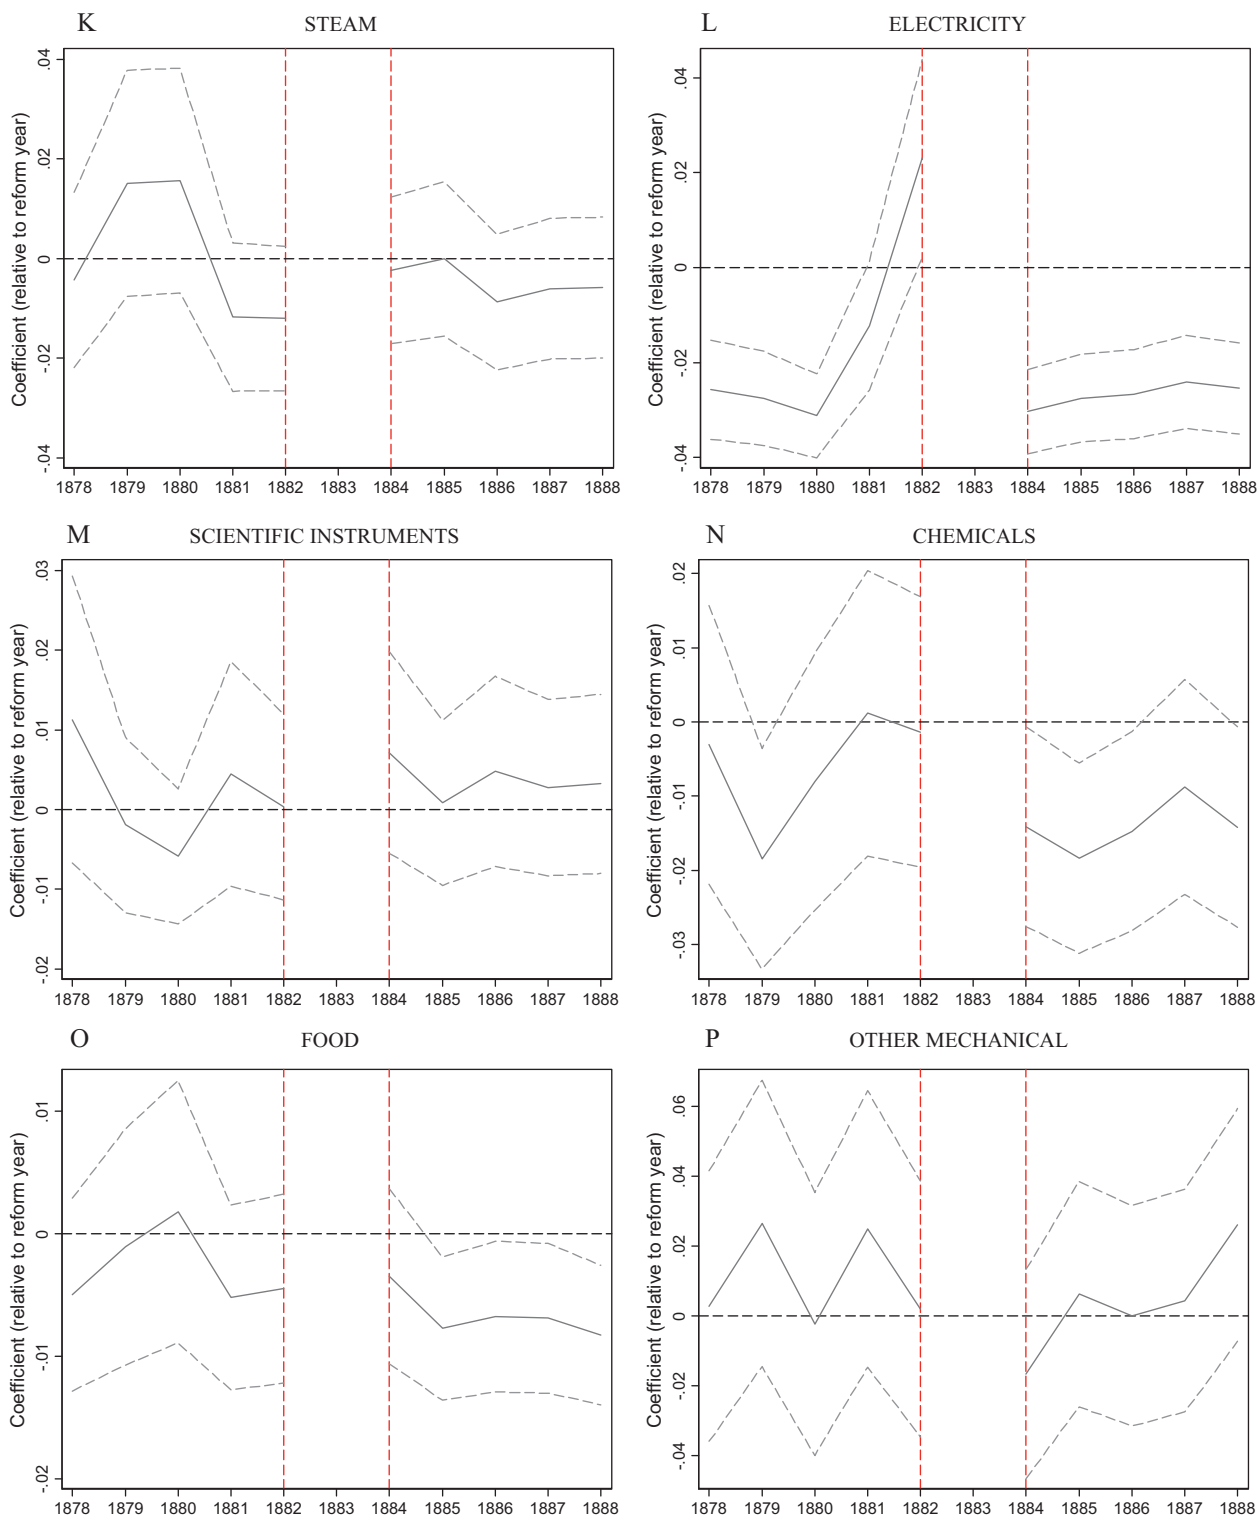 K STEAM
Coefficient (relative to reform year)
.04
.02
0
-.02
-.04
1878 1879 1880 1881 1882 1883 1884 1885 1886 1887 1888
L ELECTRICITY
Coefficient (relative to reform year)
.04
.02
0
-.02
-.04
1878 1879 1880 1881 1882 1883 1884 1885 1886 1887 1888
M SCIENTIFIC INSTRUMENTS
Coefficient (relative to reform year)
.03
.02
.01
0
-.01
-.02
1878 1879 1880 1881 1882 1883 1884 1885 1886 1887 1888
N CHEMICALS
Coefficient (relative to reform year)
.02
.01
0
-.01
-.02
-.03
1878 1879 1880 1881 1882 1883 1884 1885 1886 1887 1888
O FOOD
Coefficient (relative to reform year)
.01
0
-.01
-.02
1878 1879 1880 1881 1882 1883 1884 1885 1886 1887 1888
P OTHER MECHANICAL
Coefficient (relative to reform year)
.06
.04
.02
0
-.02
-.04
1878 1879 1880 1881 1882 1883 1884 1885 1886 1887 1888